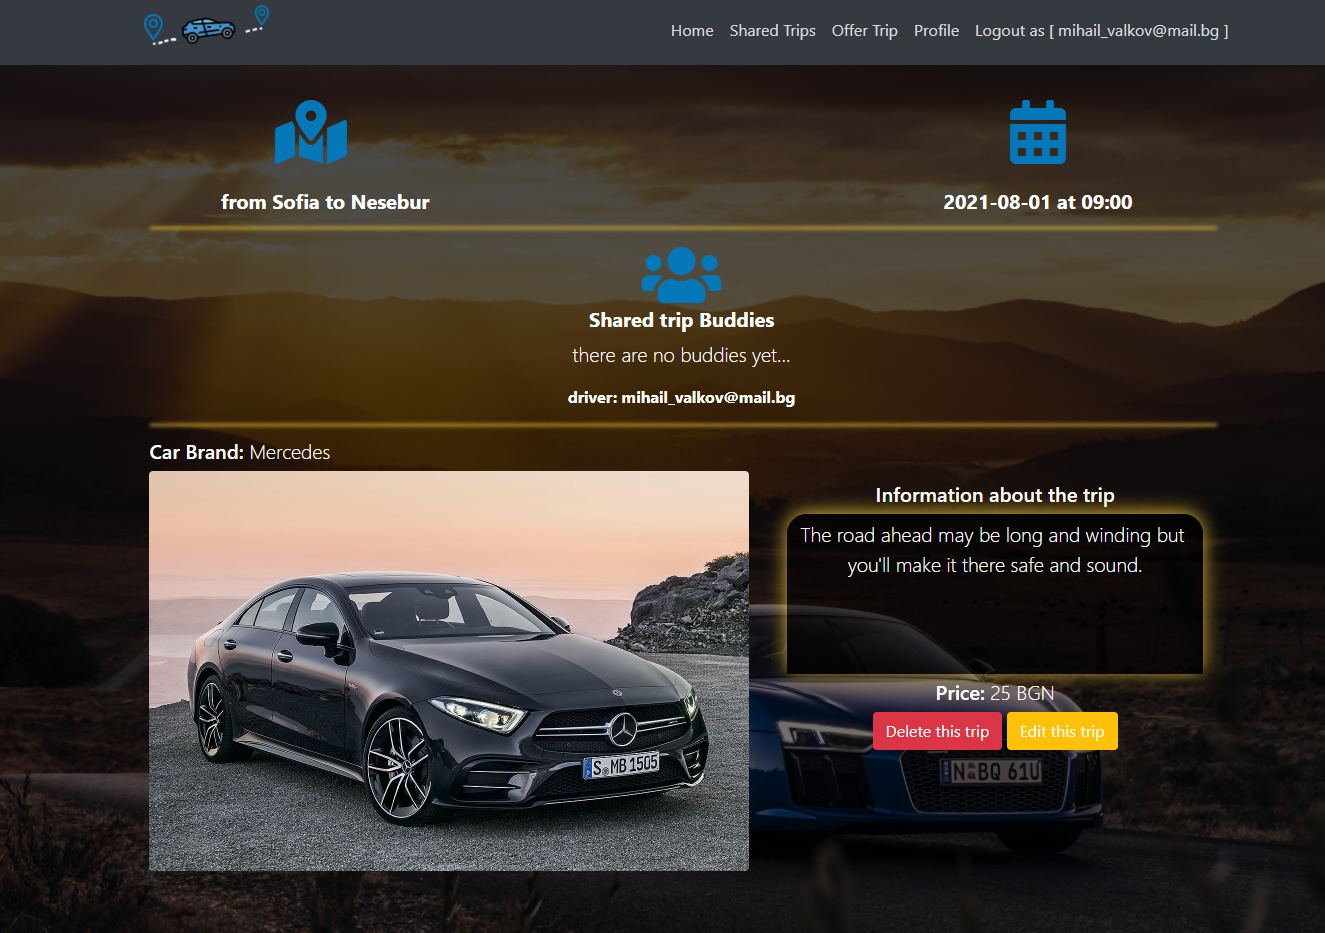 Home Shared Trips Offer Trip Profile Logout as [ mihail_valkov@mail.bg ]
from Sofia to Nesebur
2021-08-01 at 09:00
Shared trip Buddies
there are no buddies yet...
driver: mihail_valkov@mail.bg
Car Brand: Mercedes
Information about the trip
The road ahead may be long and winding but
you'll make it there safe and sound.
Price: 25 BGN
Delete this trip Edit this trip
S MB 1505
N BQ 61U